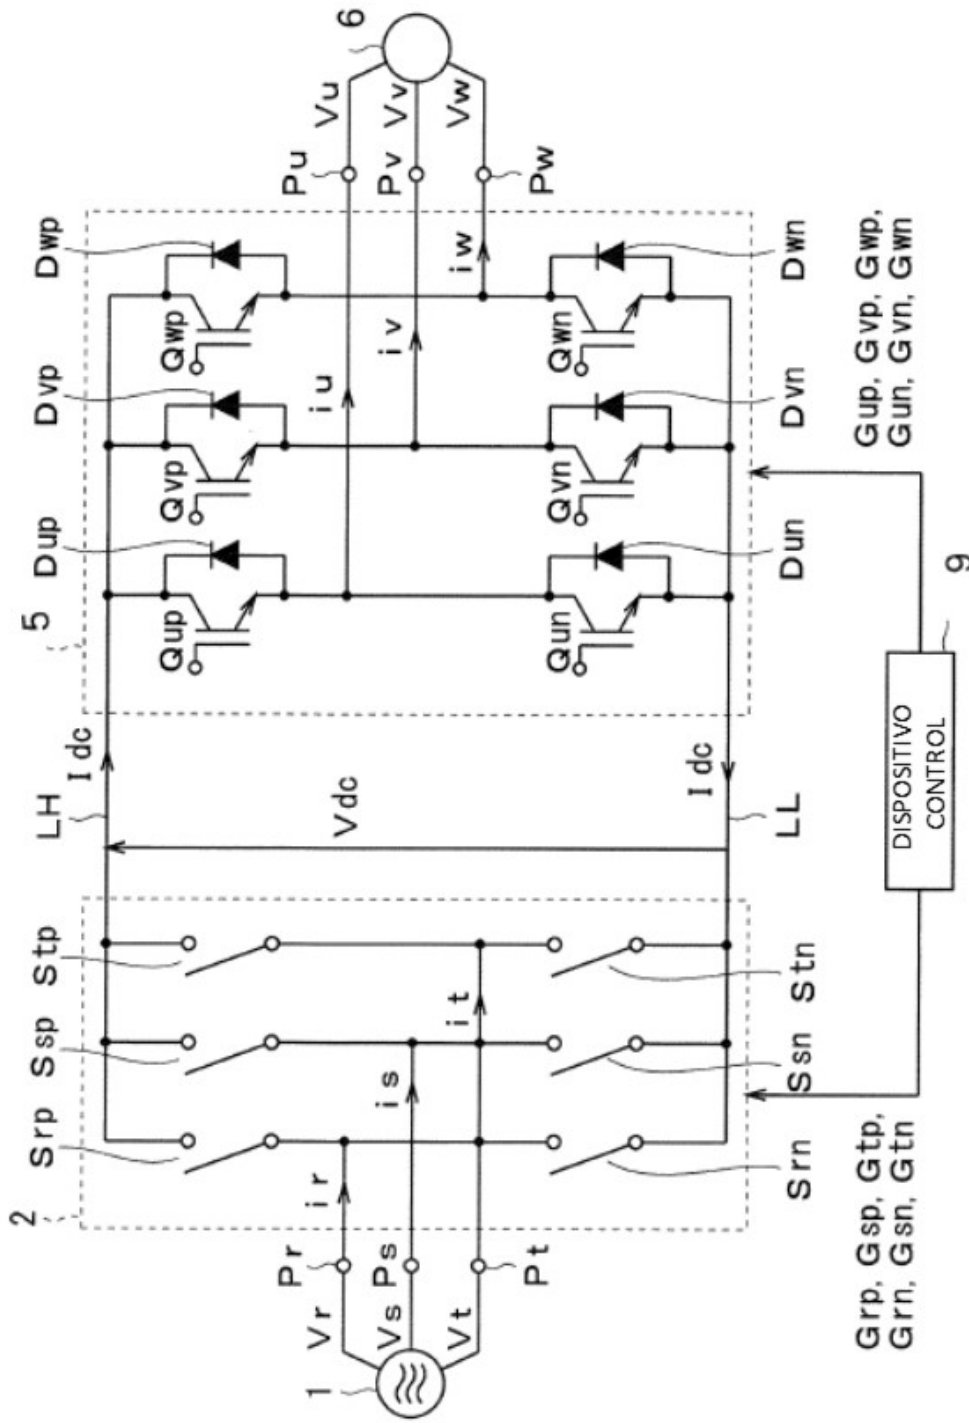 2
Srp
Ssp
Stp
LH
Idc
5
Dup
Dvp
Dwp
Qup
Qvp
Qwp
1
Vr
Pr
ir
Vs
Ps
is
Vt
Pt
it
Vdc
iu
Pu
Vu
iv
Pv
Vv
iw
Pw
Vw
6
Qun
Qvn
Qwn
Srn
Ssn
Stn
LL
Idc
Dun
Dvn
Dwn
Grp, Gsp, Gtp,
Grn, Gsn, Gtn
DISPOSITIVO
CONTROL
9
Gup, Gvp, Gwp,
Gun, Gvn, Gwn